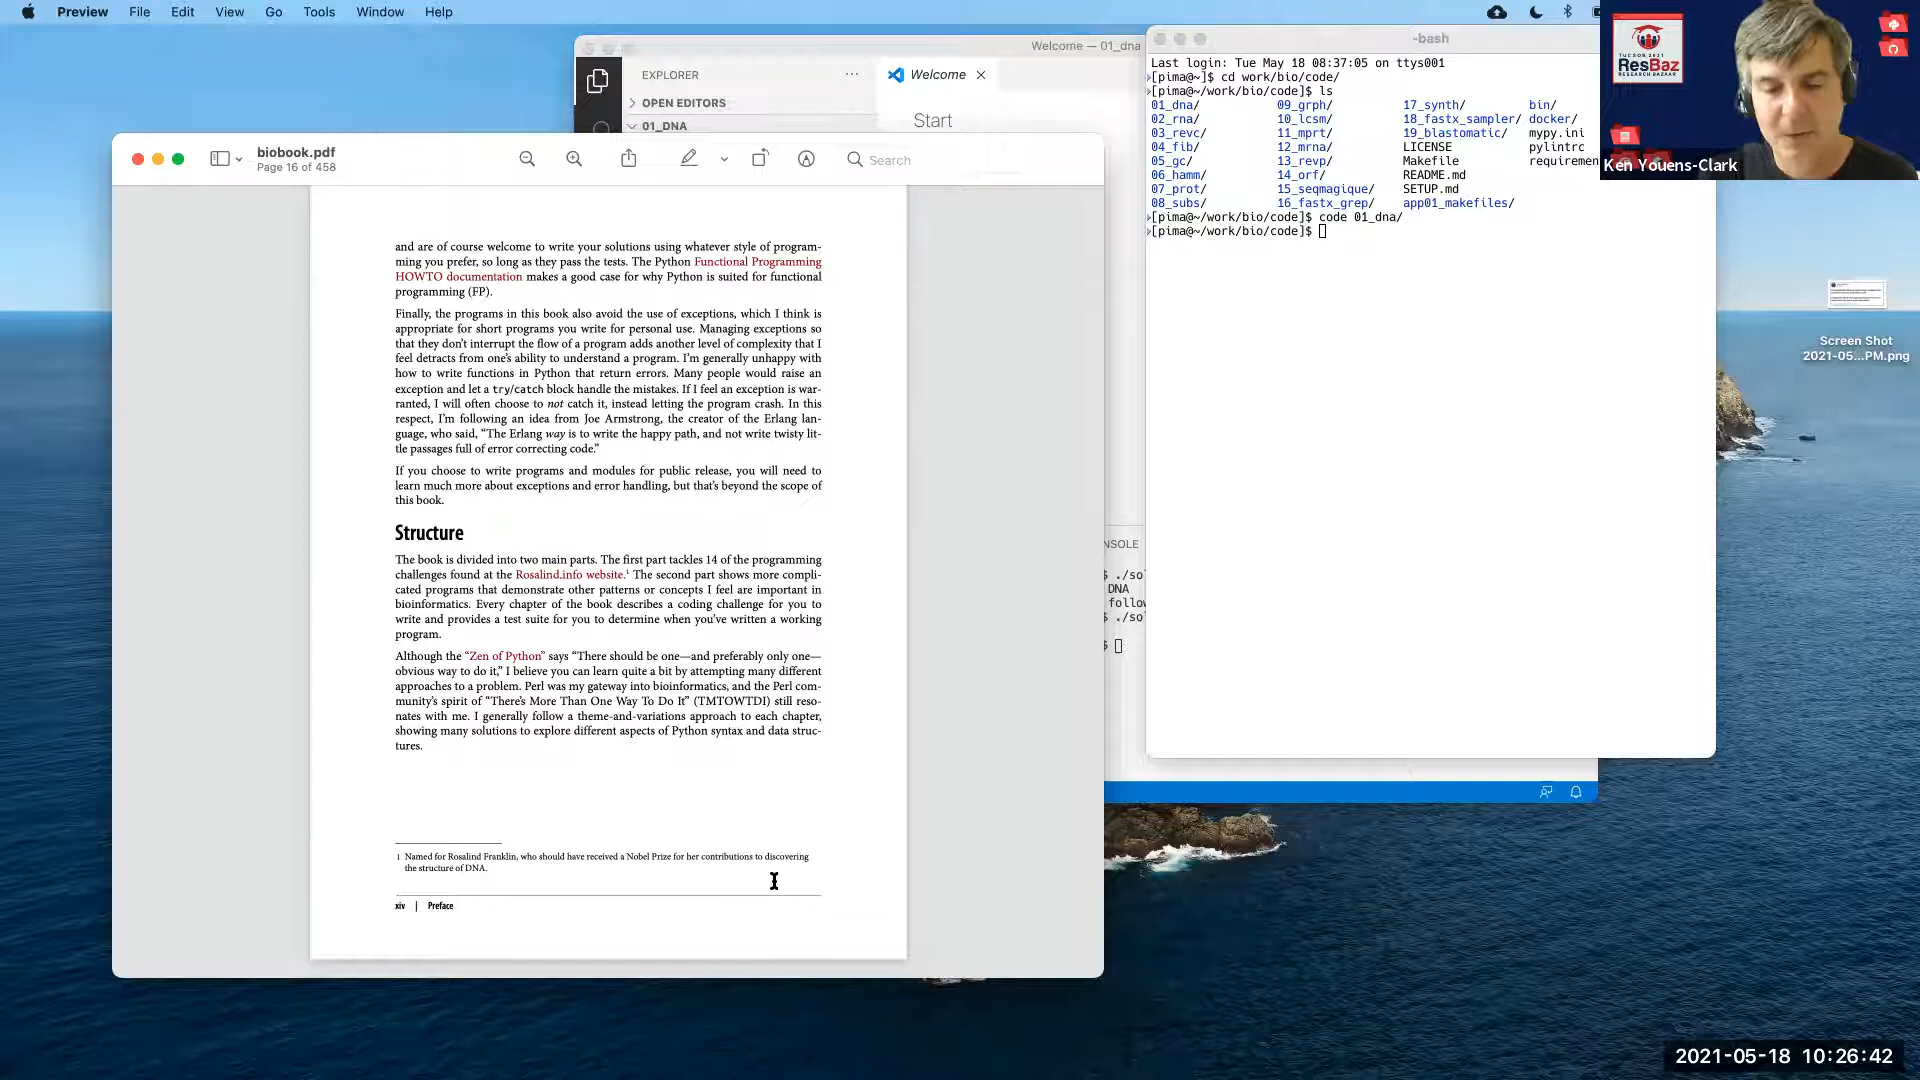 Preview File Edit View Go Tools Window Help
Welcome — 01_dna
EXPLORER ···
Welcome
OPEN EDITORS
01_DNA
Start
NSOLE
$ ./so
DNA
follow
$ ./so
$
biobook.pdf
Page 16 of 458
Search
and are of course welcome to write your solutions using whatever style of program-
ming you prefer, so long as they pass the tests. The Python Functional Programming
HOWTO documentation makes a good case for why Python is suited for functional
programming (FP).
Finally, the programs in this book also avoid the use of exceptions, which I think is
appropriate for short programs you write for personal use. Managing exceptions so
that they don't interrupt the flow of a program adds another level of complexity that I
feel detracts from one's ability to understand a program. I'm generally unhappy with
how to write functions in Python that return errors. Many people would raise an
exception and let a try/catch block handle the mistakes. If I feel an exception is war-
ranted, I will often choose to not catch it, instead letting the program crash. In this
respect, I'm following an idea from Joe Armstrong, the creator of the Erlang lan-
guage, who said, “The Erlang way is to write the happy path, and not write twisty lit-
tle passages full of error correcting code.”
If you choose to write programs and modules for public release, you will need to
learn much more about exceptions and error handling, but that's beyond the scope of
this book.
Structure
The book is divided into two main parts. The first part tackles 14 of the programming
challenges found at the Rosalind.info website.¹ The second part shows more compli-
cated programs that demonstrate other patterns or concepts I feel are important in
bioinformatics. Every chapter of the book describes a coding challenge for you to
write and provides a test suite for you to determine when you've written a working
program.
Although the “Zen of Python” says “There should be one—and preferably only one—
obvious way to do it,” I believe you can learn quite a bit by attempting many different
approaches to a problem. Perl was my gateway into bioinformatics, and the Perl com-
munity's spirit of “There's More Than One Way To Do It” (TMTOWTDI) still reso-
nates with me. I generally follow a theme-and-variations approach to each chapter,
showing many solutions to explore different aspects of Python syntax and data struc-
tures.
1 Named for Rosalind Franklin, who should have received a Nobel Prize for her contributions to discovering
the structure of DNA.
xiv | Preface
-bash
Last login: Tue May 18 08:37:05 on ttys001
[pima@~]$ cd work/bio/code/
[pima@~/work/bio/code]$ ls
01_dna/ 09_grph/ 17_synth/ bin/
02_rna/ 10_lcsm/ 18_fastx_sampler/ docker/
03_revc/ 11_mprt/ 19_blastomatic/ mypy.ini
04_fib/ 12_mrna/ LICENSE pylintrc
05_gc/ 13_revp/ Makefile requiremen
06_hamm/ 14_orf/ README.md
07_prot/ 15_seqmagique/ SETUP.md
08_subs/ 16_fastx_grep/ app01_makefiles/
[pima@~/work/bio/code]$ code 01_dna/
[pima@~/work/bio/code]$
TUCSON 2021
ResBaz
RESEARCH BAZAAR
Ken Youens-Clark
Screen Shot
2021-05...PM.png
2021-05-18 10:26:42